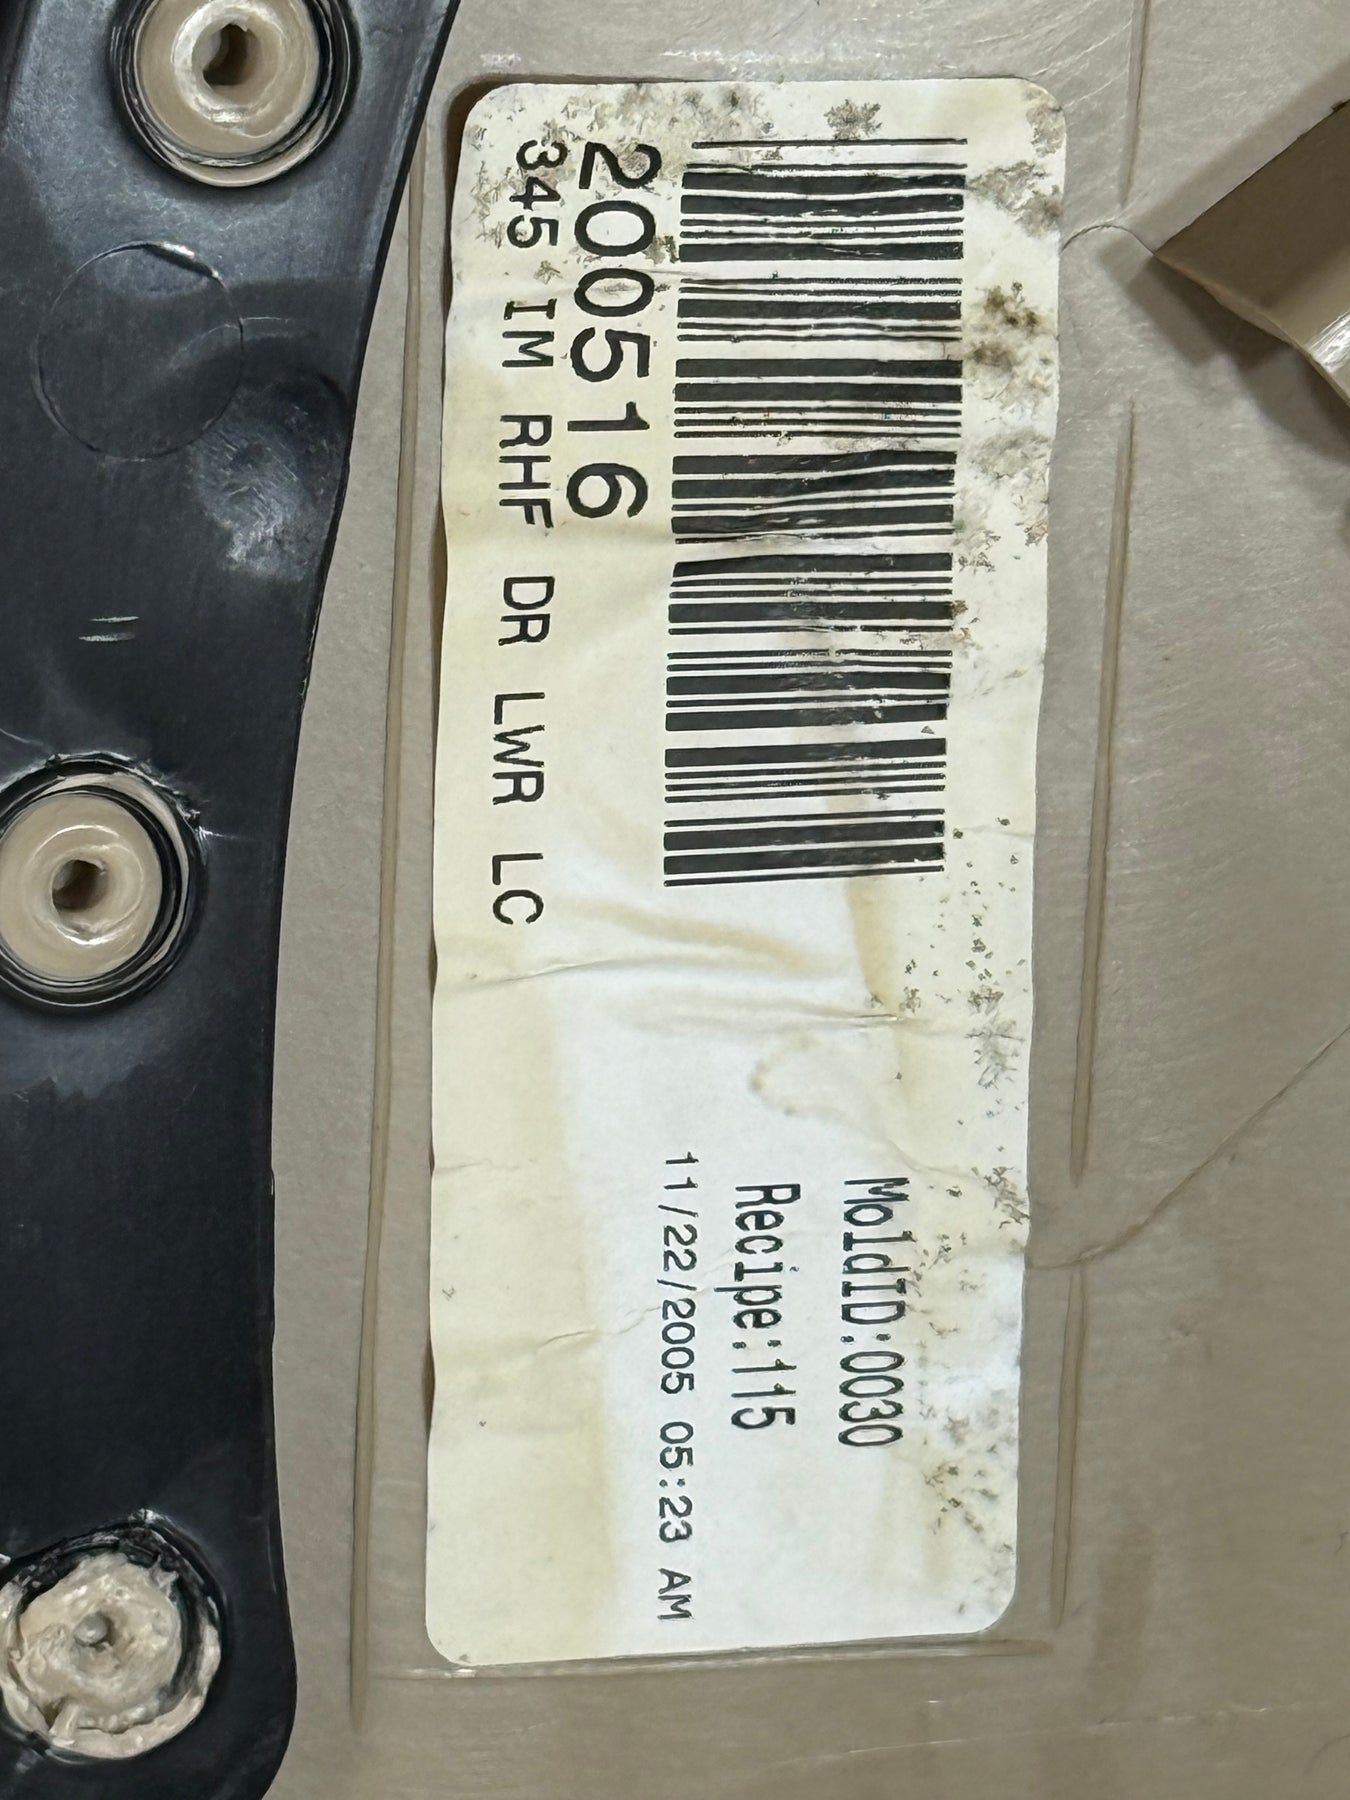 200516
345 IM RHF DR LWR LC
MoldID:0030
Recipe:115
11/22/2005 05:23 AM